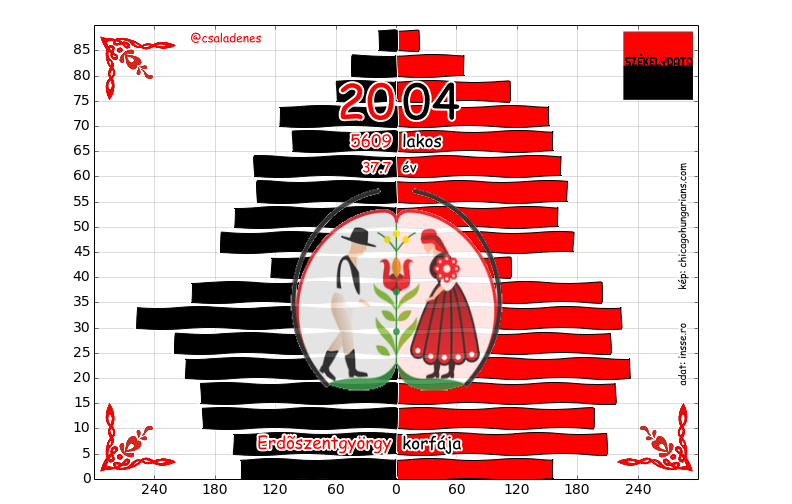 @csaladenes
SZÉKELYDATA
2004
5609 lakos
37.7 év
Erdőszentgyörgy korfája
kép: chicagohungarians.com
adat: insse.ro
85
80
75
70
65
60
55
50
45
40
35
30
25
20
15
10
5
0
240 180 120 60 0 60 120 180 240